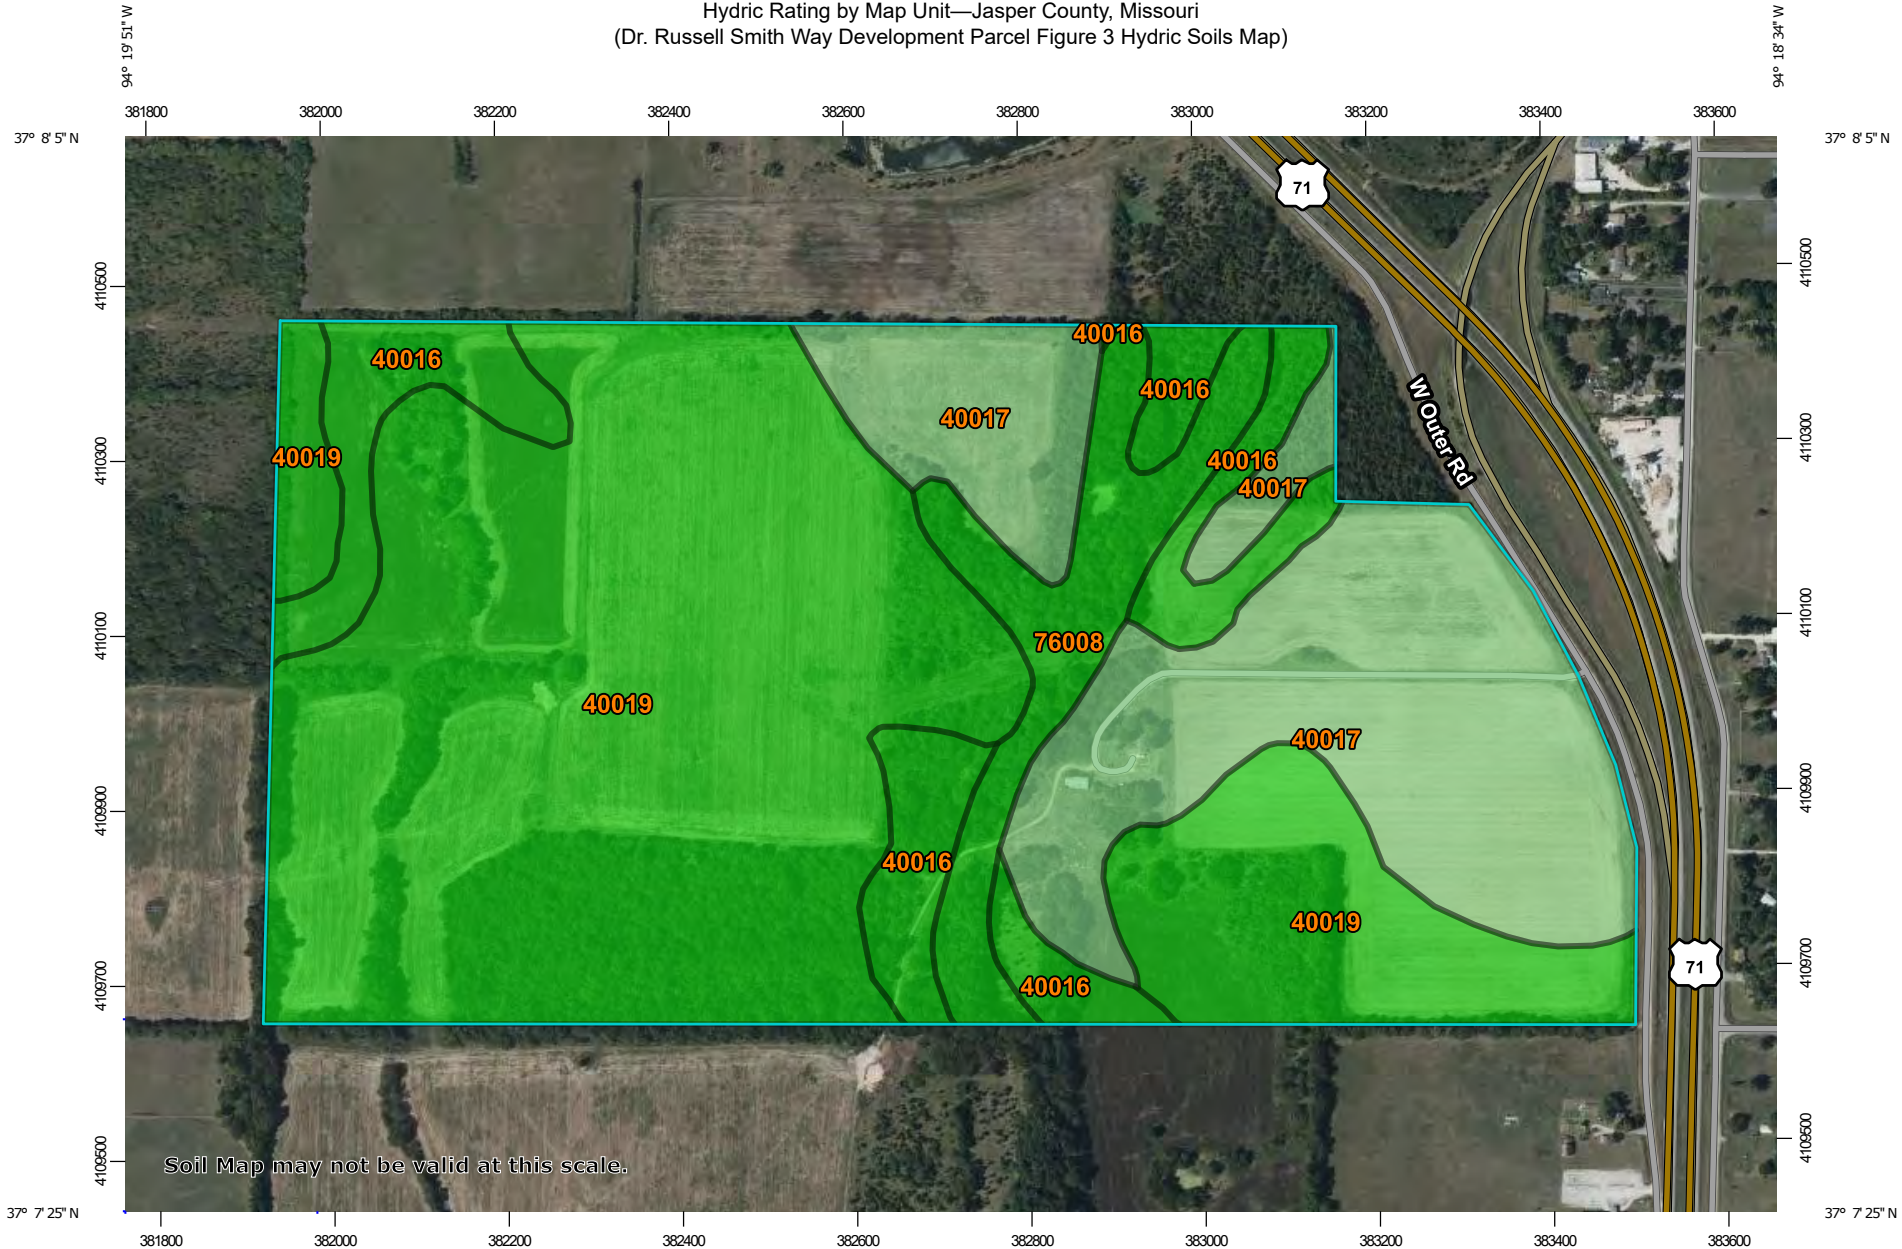 Hydric Rating by Map Unit—Jasper County, Missouri
(Dr. Russell Smith Way Development Parcel Figure 3 Hydric Soils Map)
94° 19' 51" W
94° 18' 34" W
381800 382000 382200 382400 382600 382800 383000 383200 383400 383600
37° 8' 5" N
37° 8' 5" N
71
4110500
4110500
40016
40016
40016
40016
40017
W Outer Rd
4110300
4110300
40019
40016
40017
4110100
4110100
76008
40019
40017
4109900
4109900
40016
40019
4109700
4109700
40016
71
4109500
4109500
Soil Map may not be valid at this scale.
37° 7' 25" N
37° 7' 25" N
381800 382000 382200 382400 382600 382800 383000 383200 383400 383600